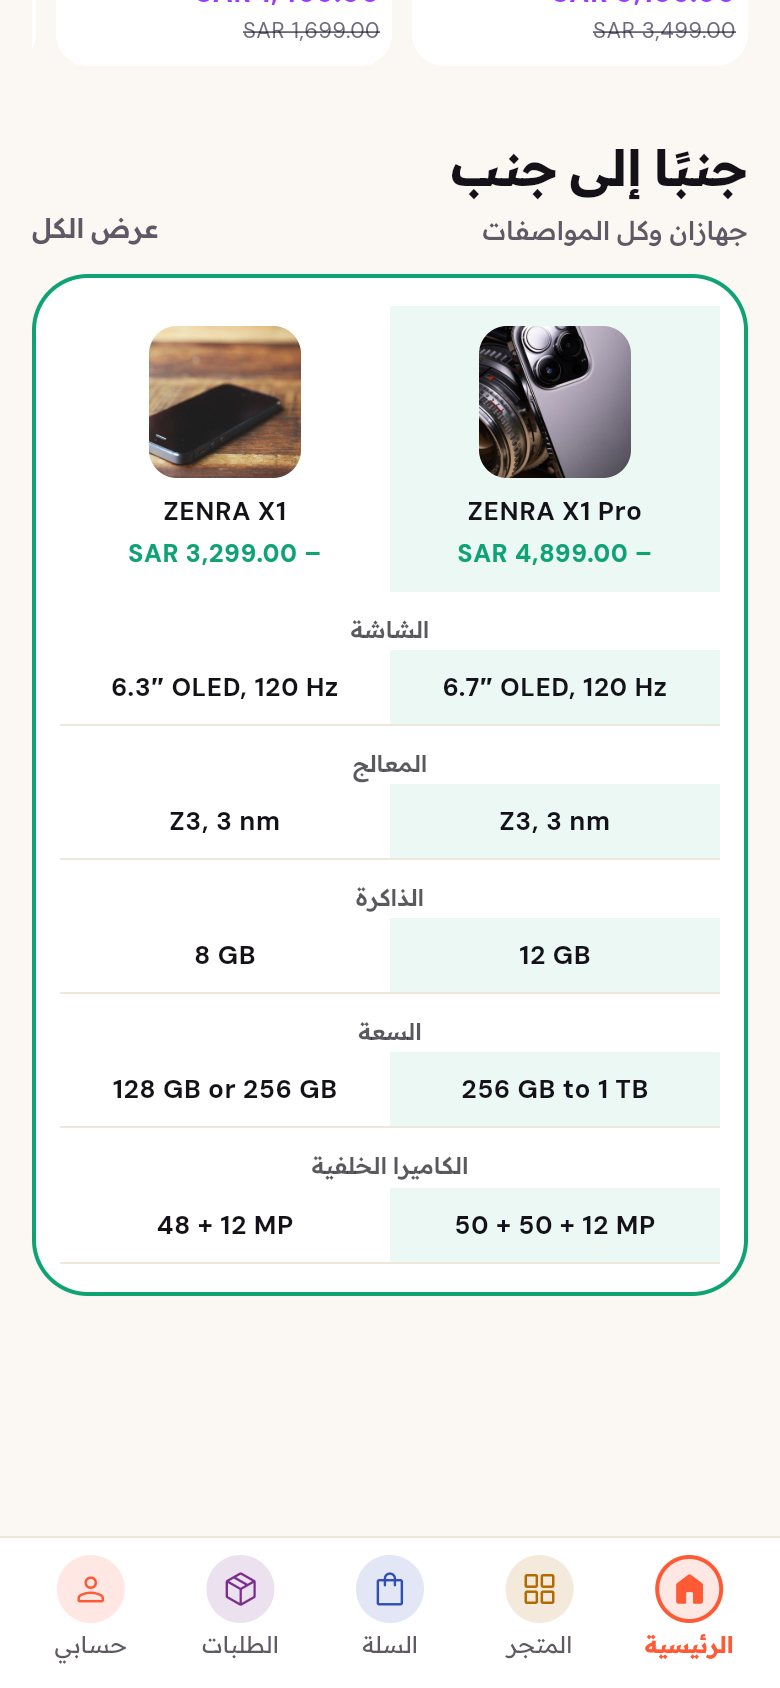 SAR 3,499.00
SAR 1,699.00
جنبًا إلى جنب
جهازان وكل المواصفات
عرض الكل
ZENRA X1 Pro
SAR 4,899.00 –
ZENRA X1
SAR 3,299.00 –
الشاشة
6.7″ OLED, 120 Hz
6.3″ OLED, 120 Hz
المعالج
Z3, 3 nm
Z3, 3 nm
الذاكرة
12 GB
8 GB
السعة
256 GB to 1 TB
128 GB or 256 GB
الكاميرا الخلفية
50 + 50 + 12 MP
48 + 12 MP
الرئيسية
المتجر
السلة
الطلبات
حسابي